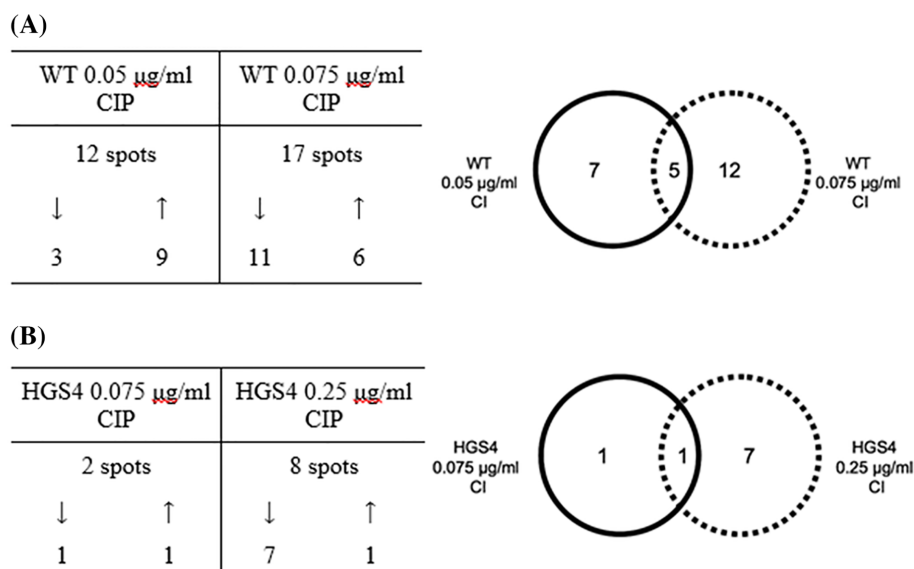 (A)
WT 0.05 µg/ml
CIP
WT 0.075 µg/ml
CIP
12 spots
17 spots
↓ ↑ ↓ ↑
3 9 11 6
WT
0.05 µg/ml
CI
7 5 12
WT
0.075 µg/ml
CI
(B)
HGS4 0.075 µg/ml
CIP
HGS4 0.25 µg/ml
CIP
2 spots
8 spots
↓ ↑ ↓ ↑
1 1 7 1
HGS4
0.075 µg/ml
CI
1 1 7
HGS4
0.25 µg/ml
CI